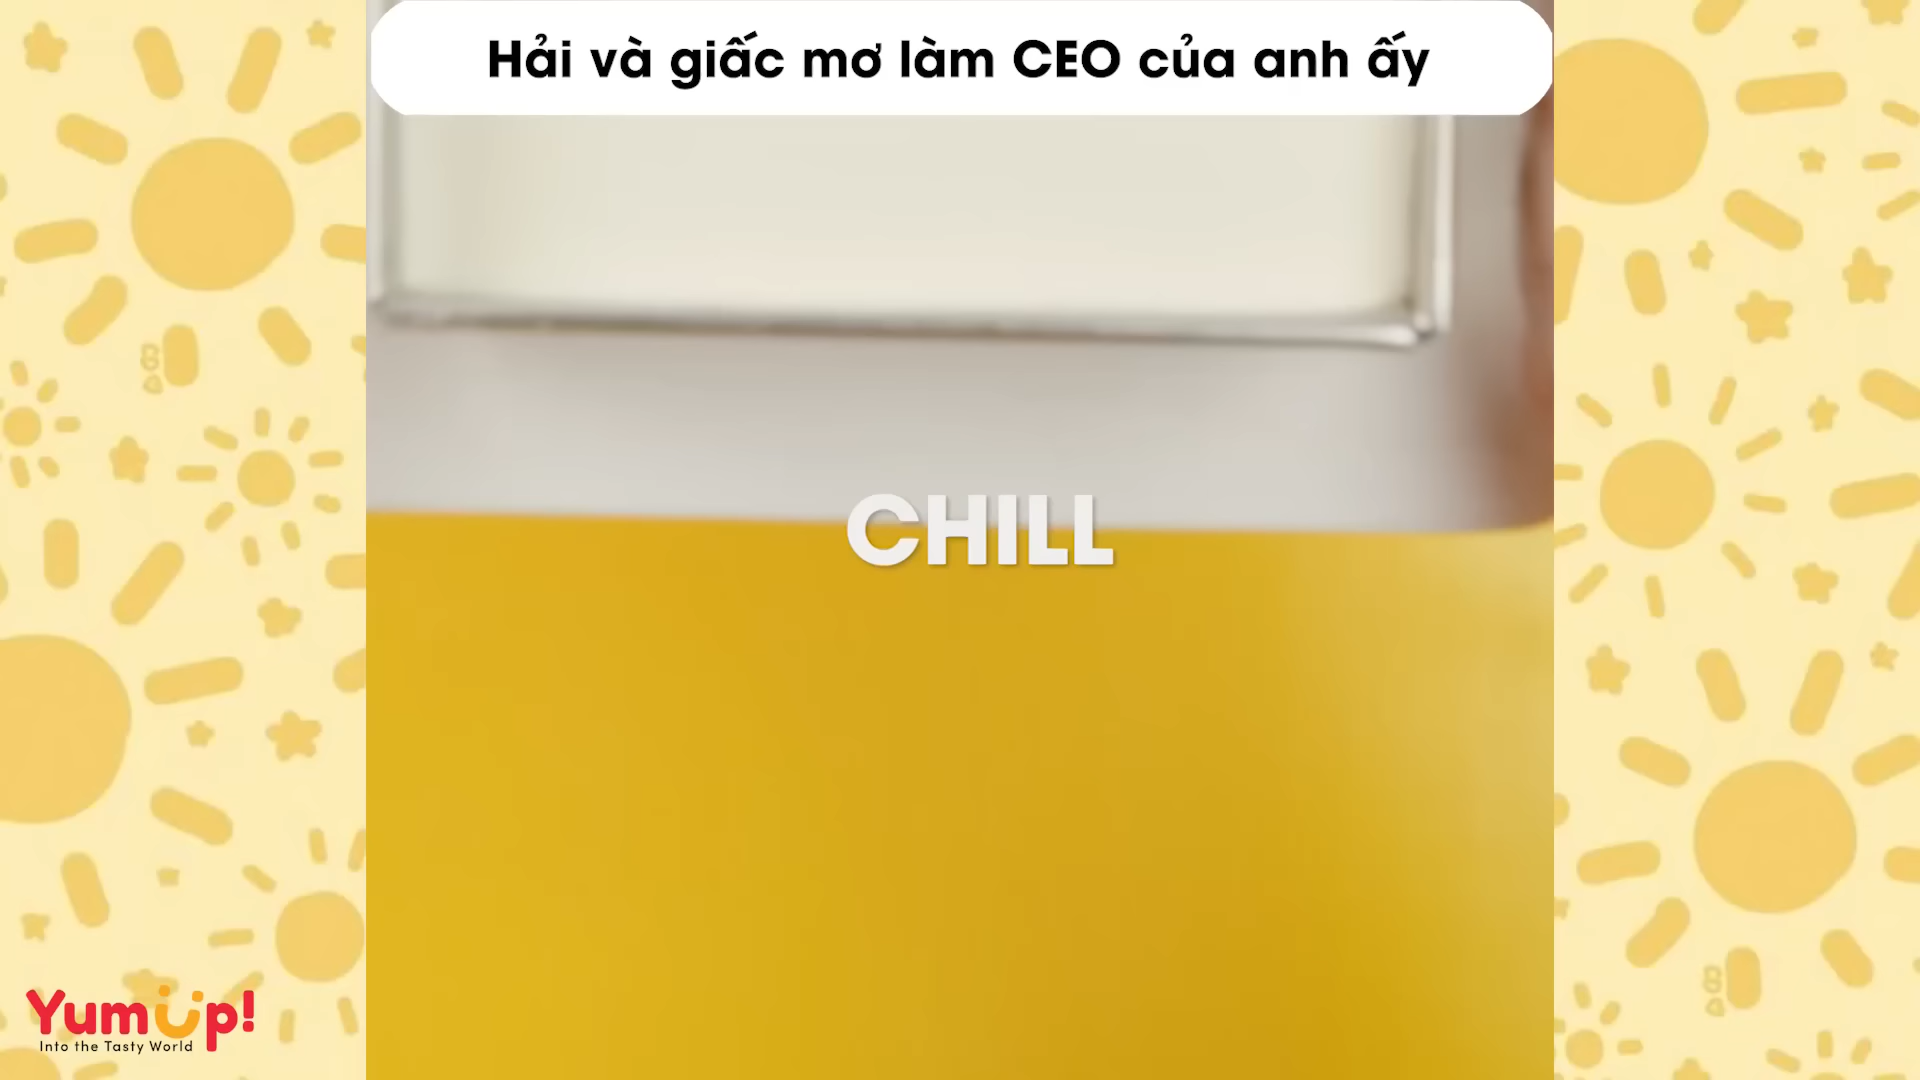 Hải và giấc mơ làm CEO của anh ấy
CHILL
YumUp!
Into the Tasty World